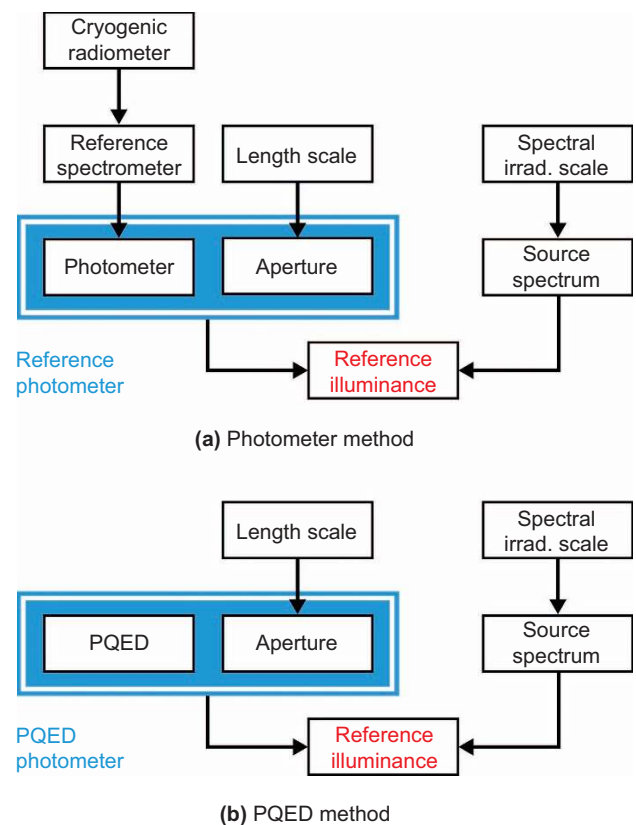 Cryogenic
radiometer
Reference
spectrometer
Length scale
Spectral
irrad. scale
Photometer
Aperture
Source
spectrum
Reference
photometer
Reference
illuminance
(a) Photometer method
Length scale
Spectral
irrad. scale
PQED
Aperture
Source
spectrum
PQED
photometer
Reference
illuminance
(b) PQED method